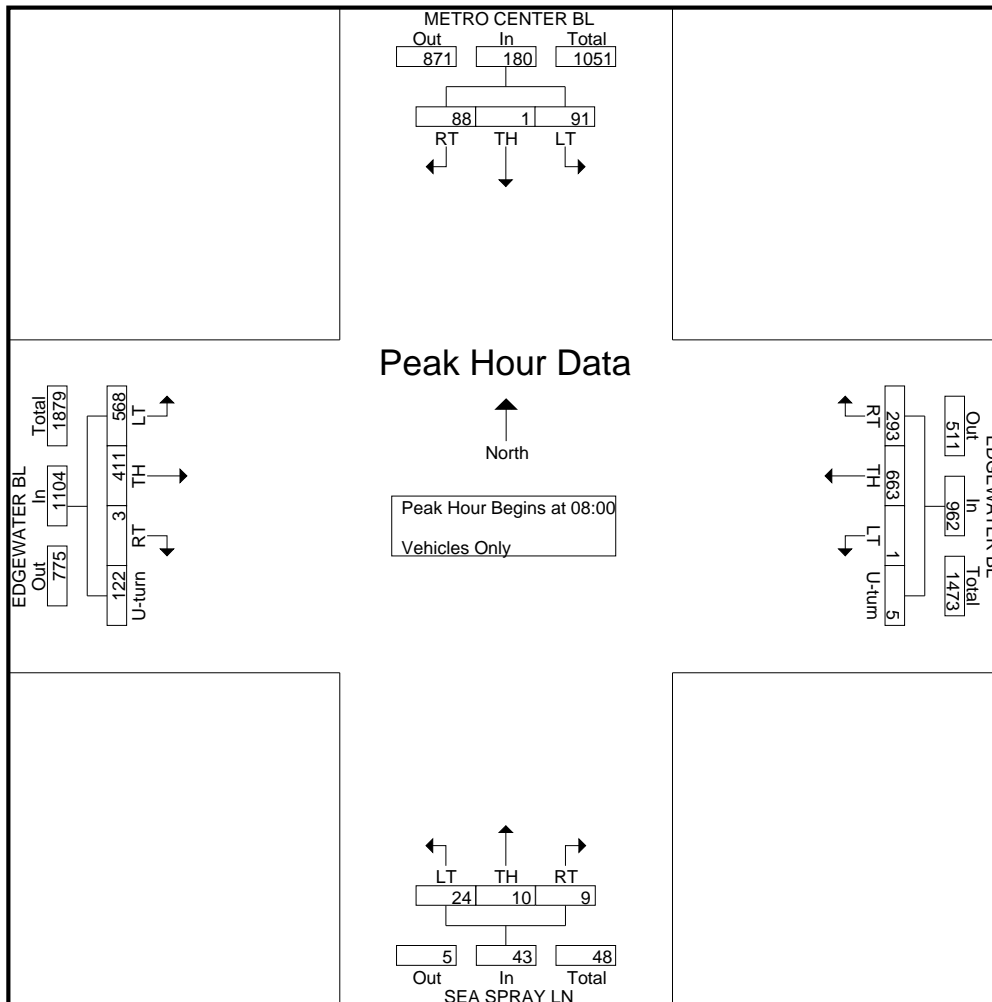 METRO CENTER BL
Out In Total
871 180 1051
88 1 91
RT TH LT
Peak Hour Data
North
Peak Hour Begins at 08:00
Vehicles Only
EDGEWATER BL
Total In Out
1879 1104 775
568 411 3 122
LT TH RT U-turn
RT TH LT U-turn
293 663 1 5
Out In Total
511 962 1473
EDGEWATER BL
LT TH RT
24 10 9
5 43 48
Out In Total
SEA SPRAY LN